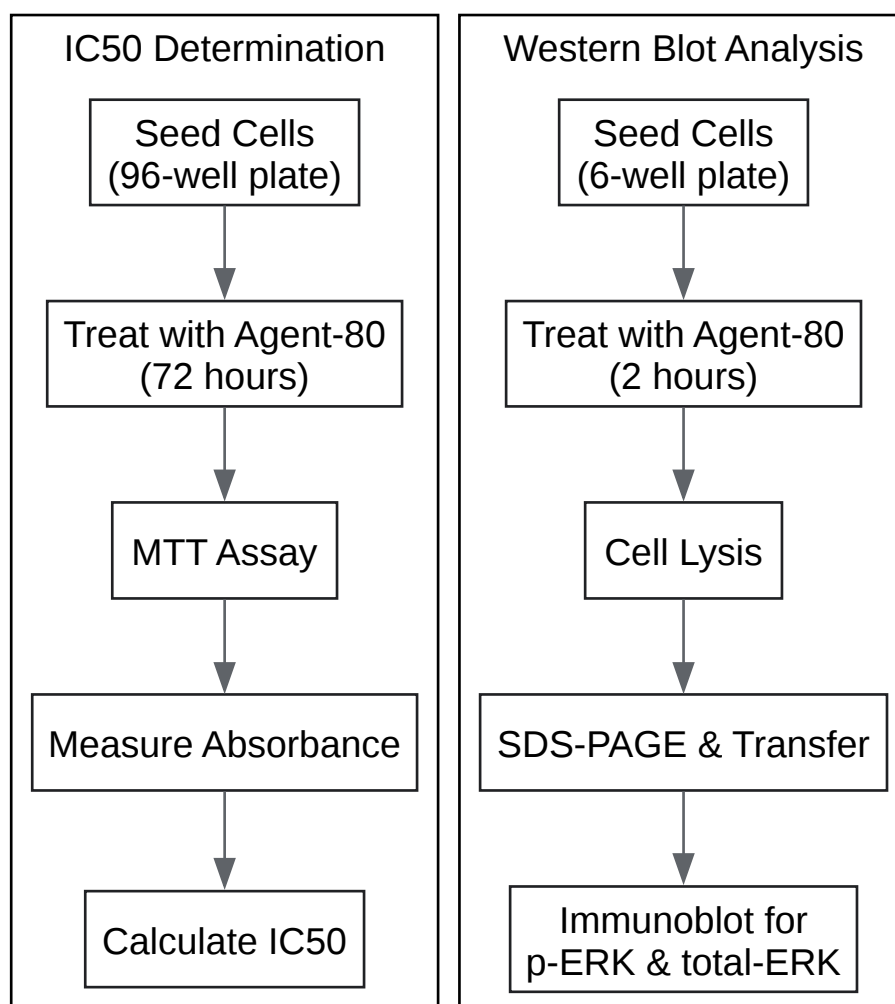 IC50 Determination
Seed Cells
(96-well plate)
Treat with Agent-80
(72 hours)
MTT Assay
Measure Absorbance
Calculate IC50
Western Blot Analysis
Seed Cells
(6-well plate)
Treat with Agent-80
(2 hours)
Cell Lysis
SDS-PAGE & Transfer
Immunoblot for
p-ERK & total-ERK